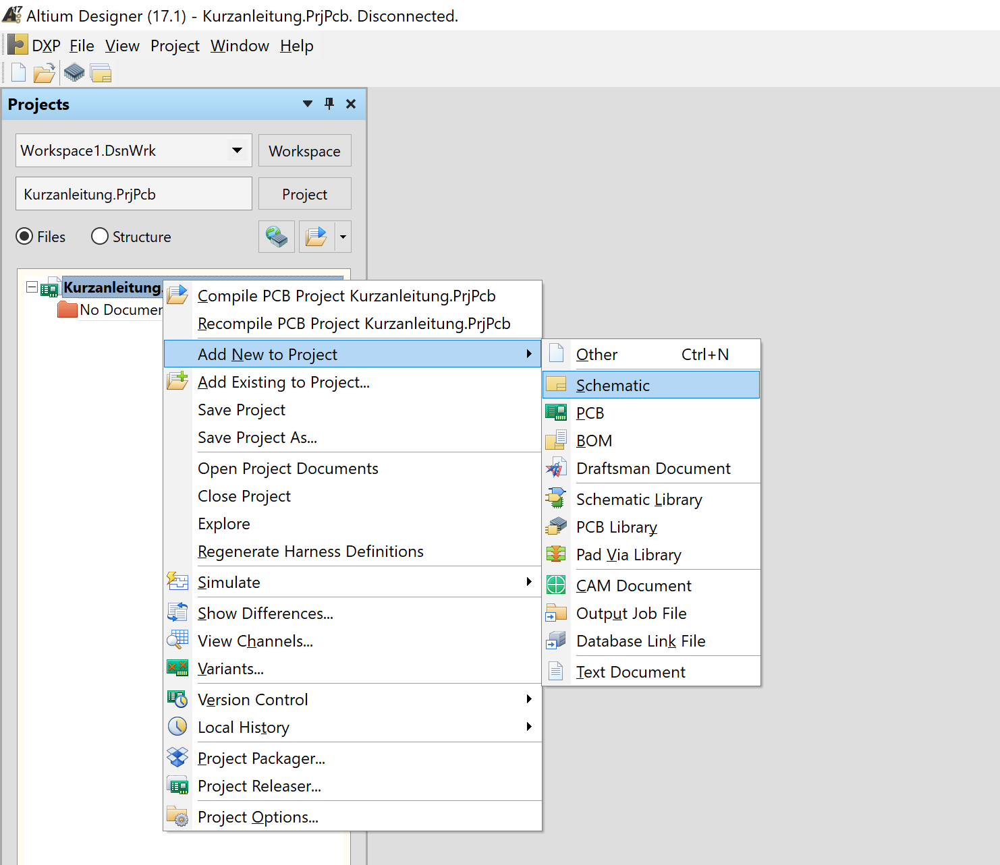 Altium Designer (17.1) - Kurzanleitung.PrjPcb. Disconnected.
DXP File View Project Window Help
Projects
Workspace1.DsnWrk Workspace
Kurzanleitung.PrjPcb Project
Files Structure
Kurzanleitung.
No Documer
Compile PCB Project Kurzanleitung.PrjPcb
Recompile PCB Project Kurzanleitung.PrjPcb
Add New to Project
Add Existing to Project...
Save Project
Save Project As...
Open Project Documents
Close Project
Explore
Regenerate Harness Definitions
Simulate
Show Differences...
View Channels...
Variants...
Version Control
Local History
Project Packager...
Project Releaser...
Project Options...
Other Ctrl+N
Schematic
PCB
BOM
Draftsman Document
Schematic Library
PCB Library
Pad Via Library
CAM Document
Output Job File
Database Link File
Text Document